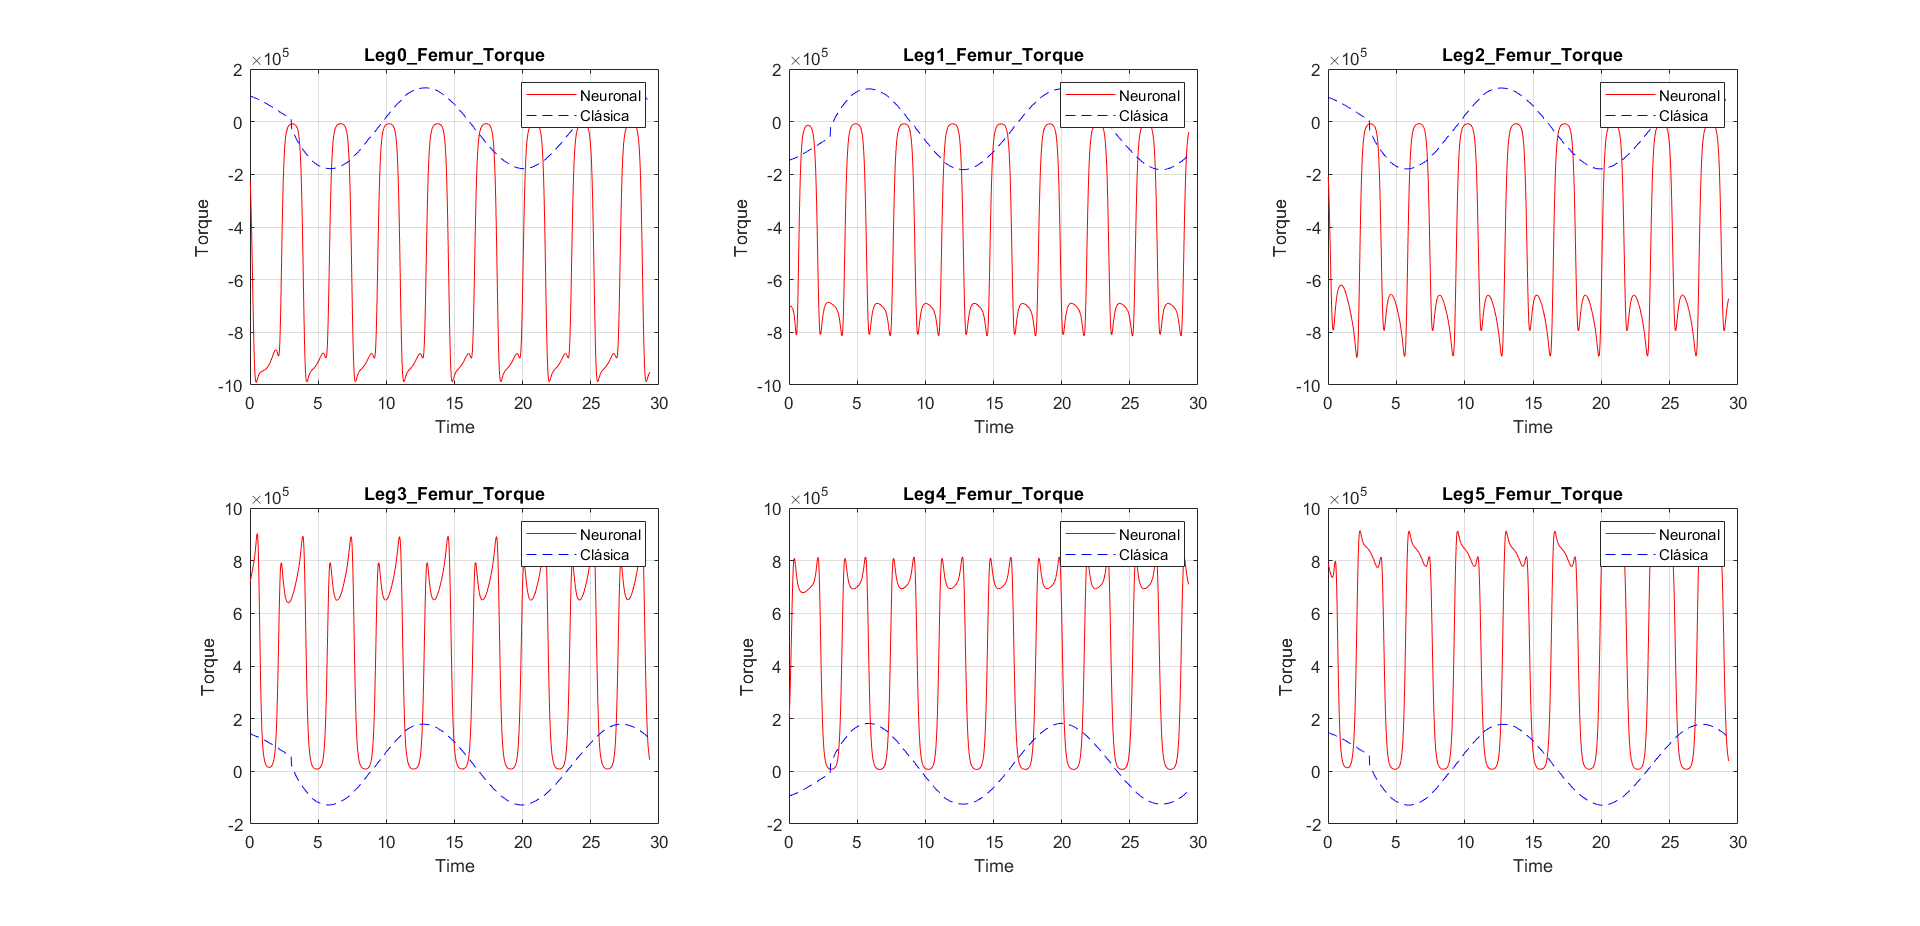 Leg0_Femur_Torque
×10^5
Neuronal
Clásica
2
0
-2
-4
-6
-8
-10
Torque
0 5 10 15 20 25 30
Time
Leg1_Femur_Torque
×10^5
Neuronal
Clásica
2
0
-2
-4
-6
-8
-10
Torque
0 5 10 15 20 25 30
Time
Leg2_Femur_Torque
×10^5
Neuronal
Clásica
2
0
-2
-4
-6
-8
-10
Torque
0 5 10 15 20 25 30
Time
Leg3_Femur_Torque
×10^5
Neuronal
Clásica
10
8
6
4
2
0
-2
Torque
0 5 10 15 20 25 30
Time
Leg4_Femur_Torque
×10^5
Neuronal
Clásica
10
8
6
4
2
0
-2
Torque
0 5 10 15 20 25 30
Time
Leg5_Femur_Torque
×10^5
Neuronal
Clásica
10
8
6
4
2
0
-2
Torque
0 5 10 15 20 25 30
Time